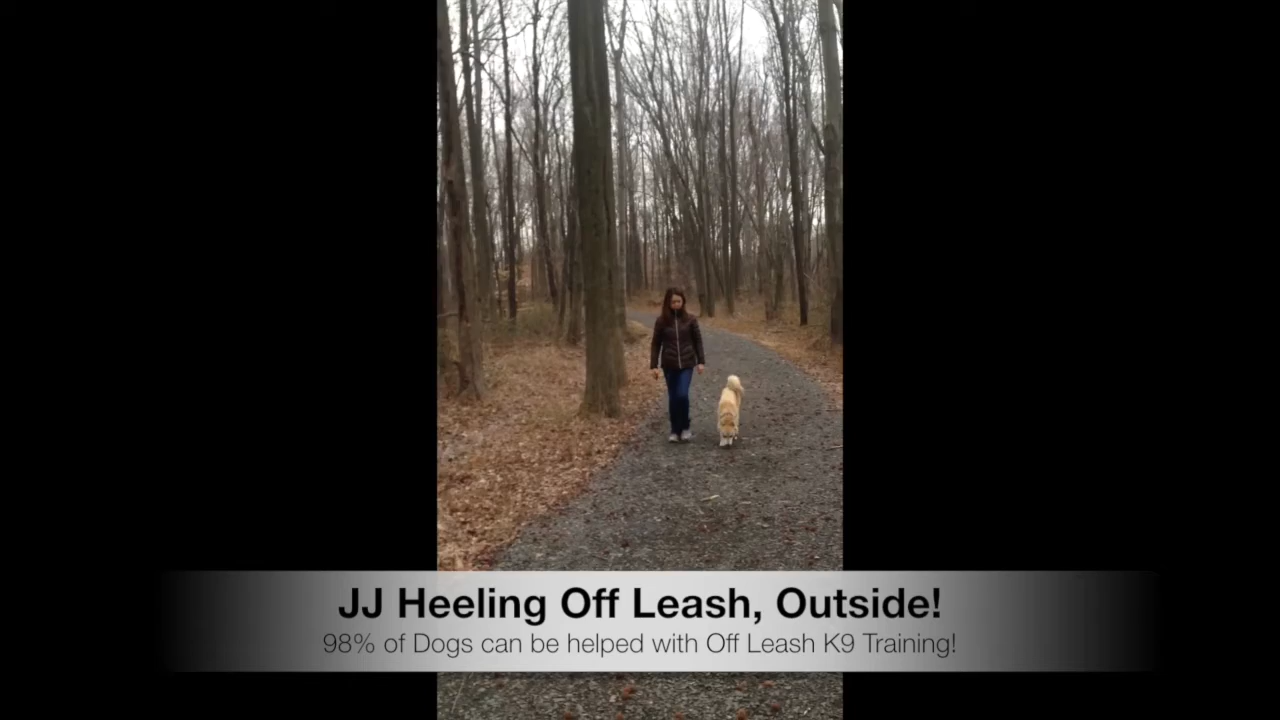 JJ Heeling Off Leash, Outside!
98% of Dogs can be helped with Off Leash K9 Training!